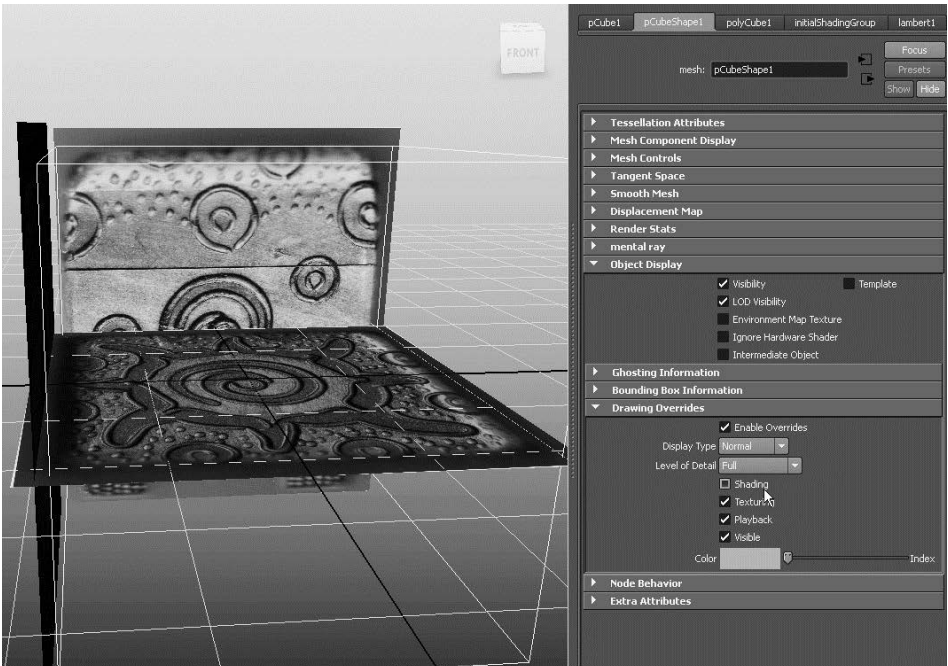 pCube1 pCubeShape1 polyCube1 initialShadingGroup lambert1
FRONT
Focus
mesh: pCubeShape1
Presets
Show Hide
Tessellation Attributes
Mesh Component Display
Mesh Controls
Tangent Space
Smooth Mesh
Displacement Map
Render Stats
mental ray
Object Display
Visibility Template
LOD Visibility
Environment Map Texture
Ignore Hardware Shader
Intermediate Object
Ghosting Information
Bounding Box Information
Drawing Overrides
Enable Overrides
Display Type Normal
Level of Detail Full
Shading
Texturing
Playback
Visible
Color Index
Node Behavior
Extra Attributes